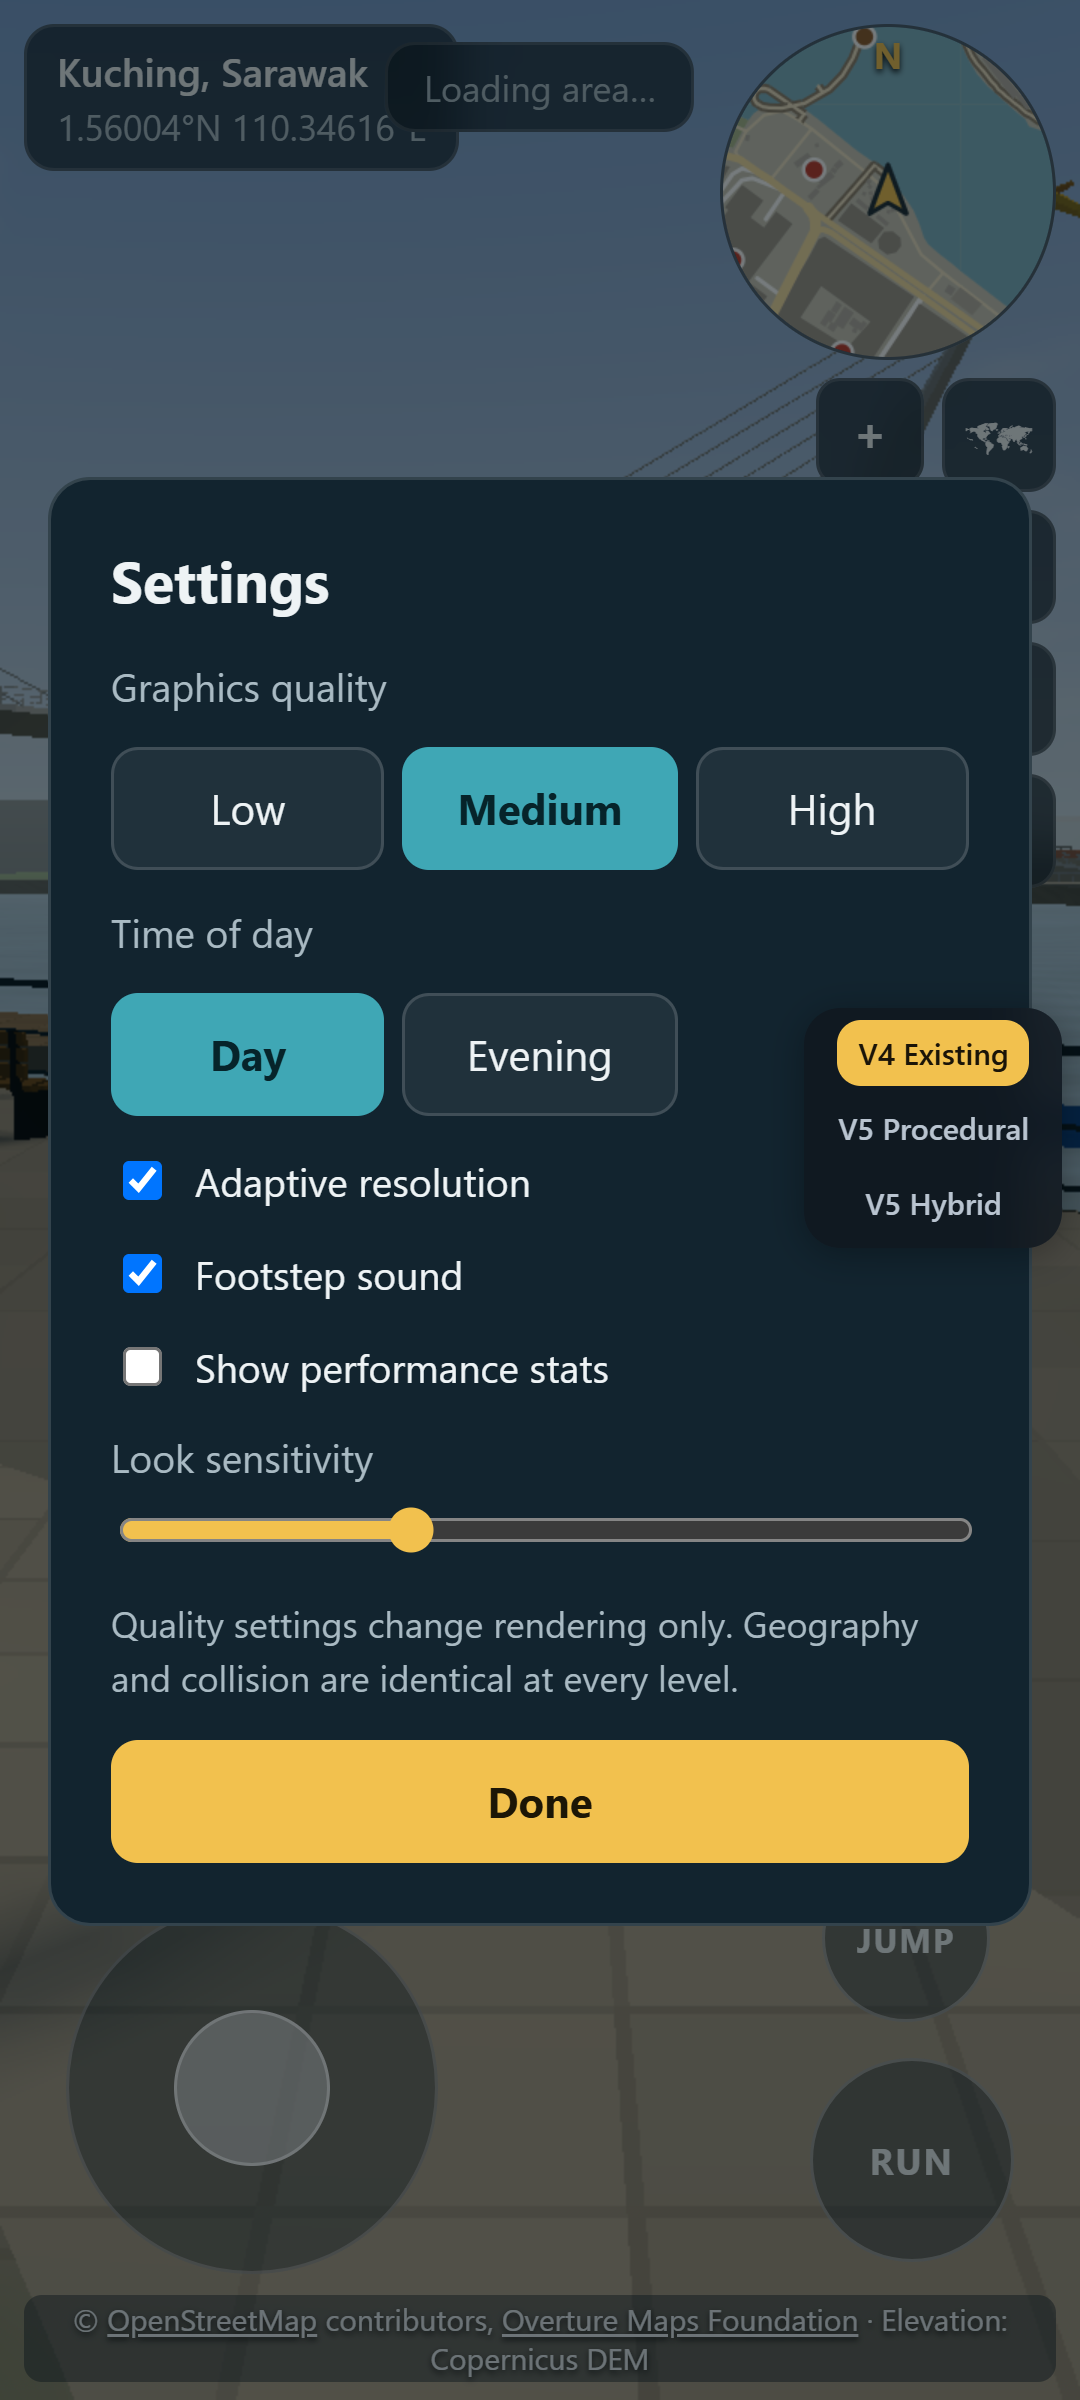 Kuching, Sarawak
1.56004°N 110.34616°E
Loading area...
N
+
Settings
Graphics quality
Low
Medium
High
Time of day
Day
Evening
V4 Existing
V5 Procedural
V5 Hybrid
Adaptive resolution
Footstep sound
Show performance stats
Look sensitivity
Quality settings change rendering only. Geography
and collision are identical at every level.
Done
JUMP
RUN
© OpenStreetMap contributors, Overture Maps Foundation · Elevation:
Copernicus DEM